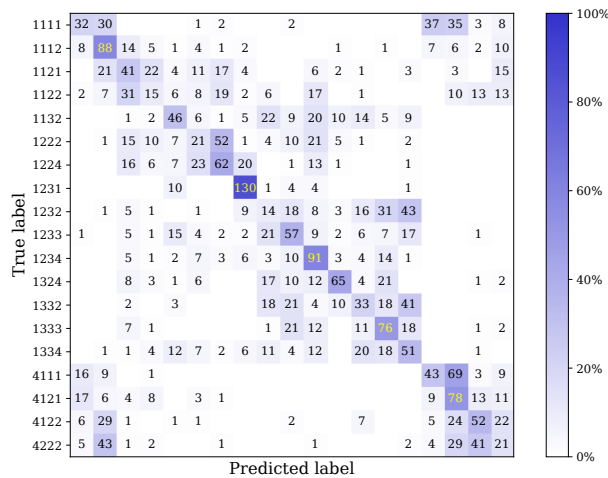 1111 32 30 1 2 2 37 35 3 8
1112 8 88 14 5 1 4 1 2 1 1 7 6 2 10
1121 21 41 22 4 11 17 4 6 2 1 3 3 15
1122 2 7 31 15 6 8 19 2 6 17 1 10 13 13
1132 1 2 46 6 1 5 22 9 20 10 14 5 9
1222 1 15 10 7 21 52 1 4 10 21 5 1 2
1224 16 6 7 23 62 20 1 13 1 1
1231 10 130 1 4 4 1
1232 1 5 1 1 9 14 18 8 3 16 31 43
1233 1 5 1 15 4 2 2 21 57 9 2 6 7 17 1
1234 5 1 2 7 3 6 3 10 91 3 4 14 1
1324 8 3 1 6 17 10 12 65 4 21 1 2
1332 2 3 18 21 4 10 33 18 41
1333 7 1 1 21 12 11 76 18 1 2
1334 1 1 4 12 7 2 6 11 4 12 20 18 51 1
4111 16 9 1 43 69 3 9
4121 17 6 4 8 3 1 9 78 13 11
4122 6 29 1 1 1 2 7 5 24 52 22
4222 5 43 1 2 1 1 2 4 29 41 21
True label
Predicted label
100%
80%
60%
40%
20%
0%